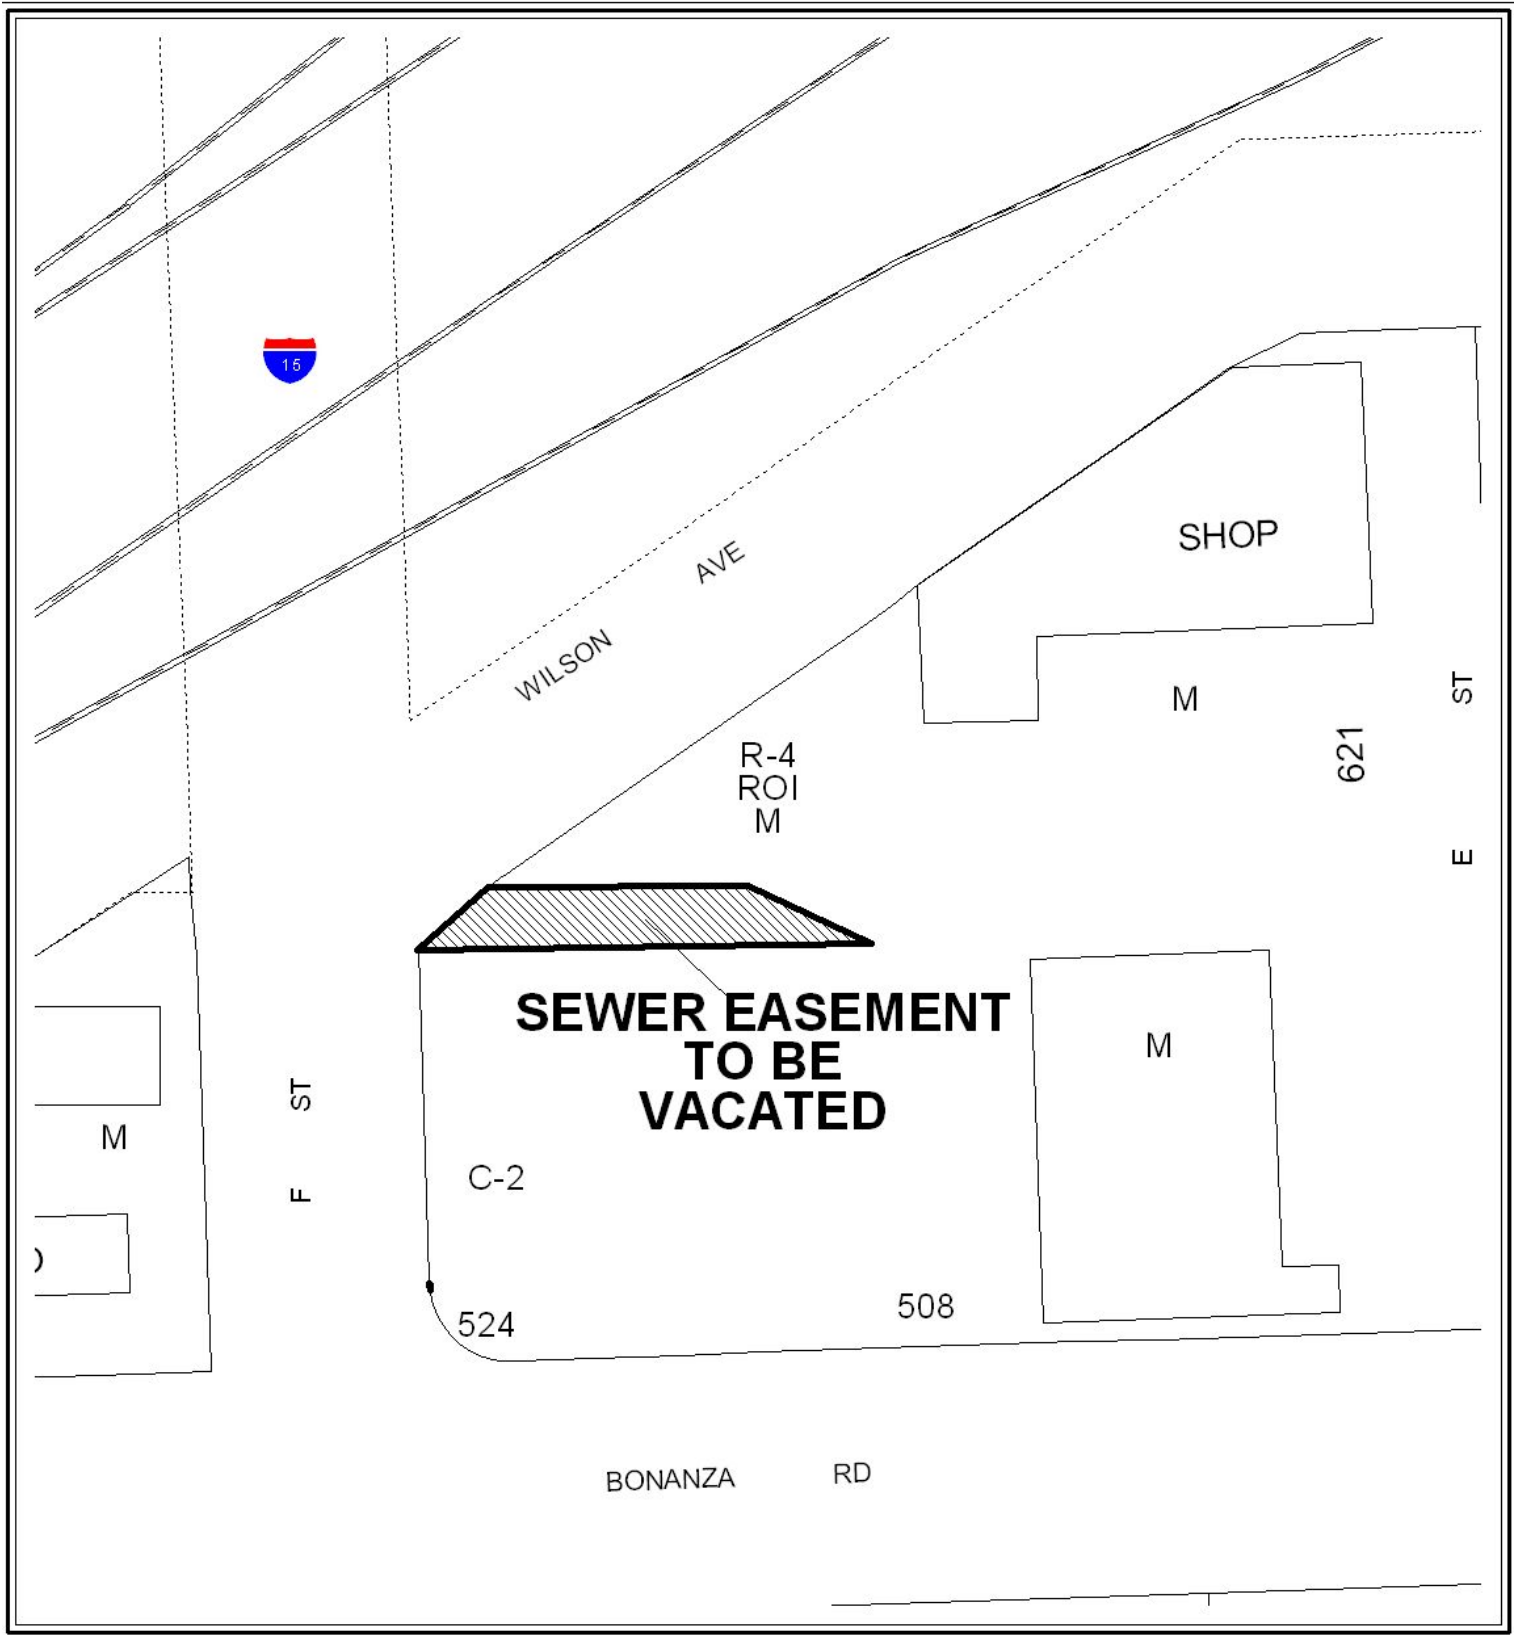 15
SHOP
AVE
WILSON
M
ST
621
R-4
ROI
M
E
SEWER EASEMENT
TO BE
VACATED
M
ST
M
C-2
F
508
524
BONANZA RD